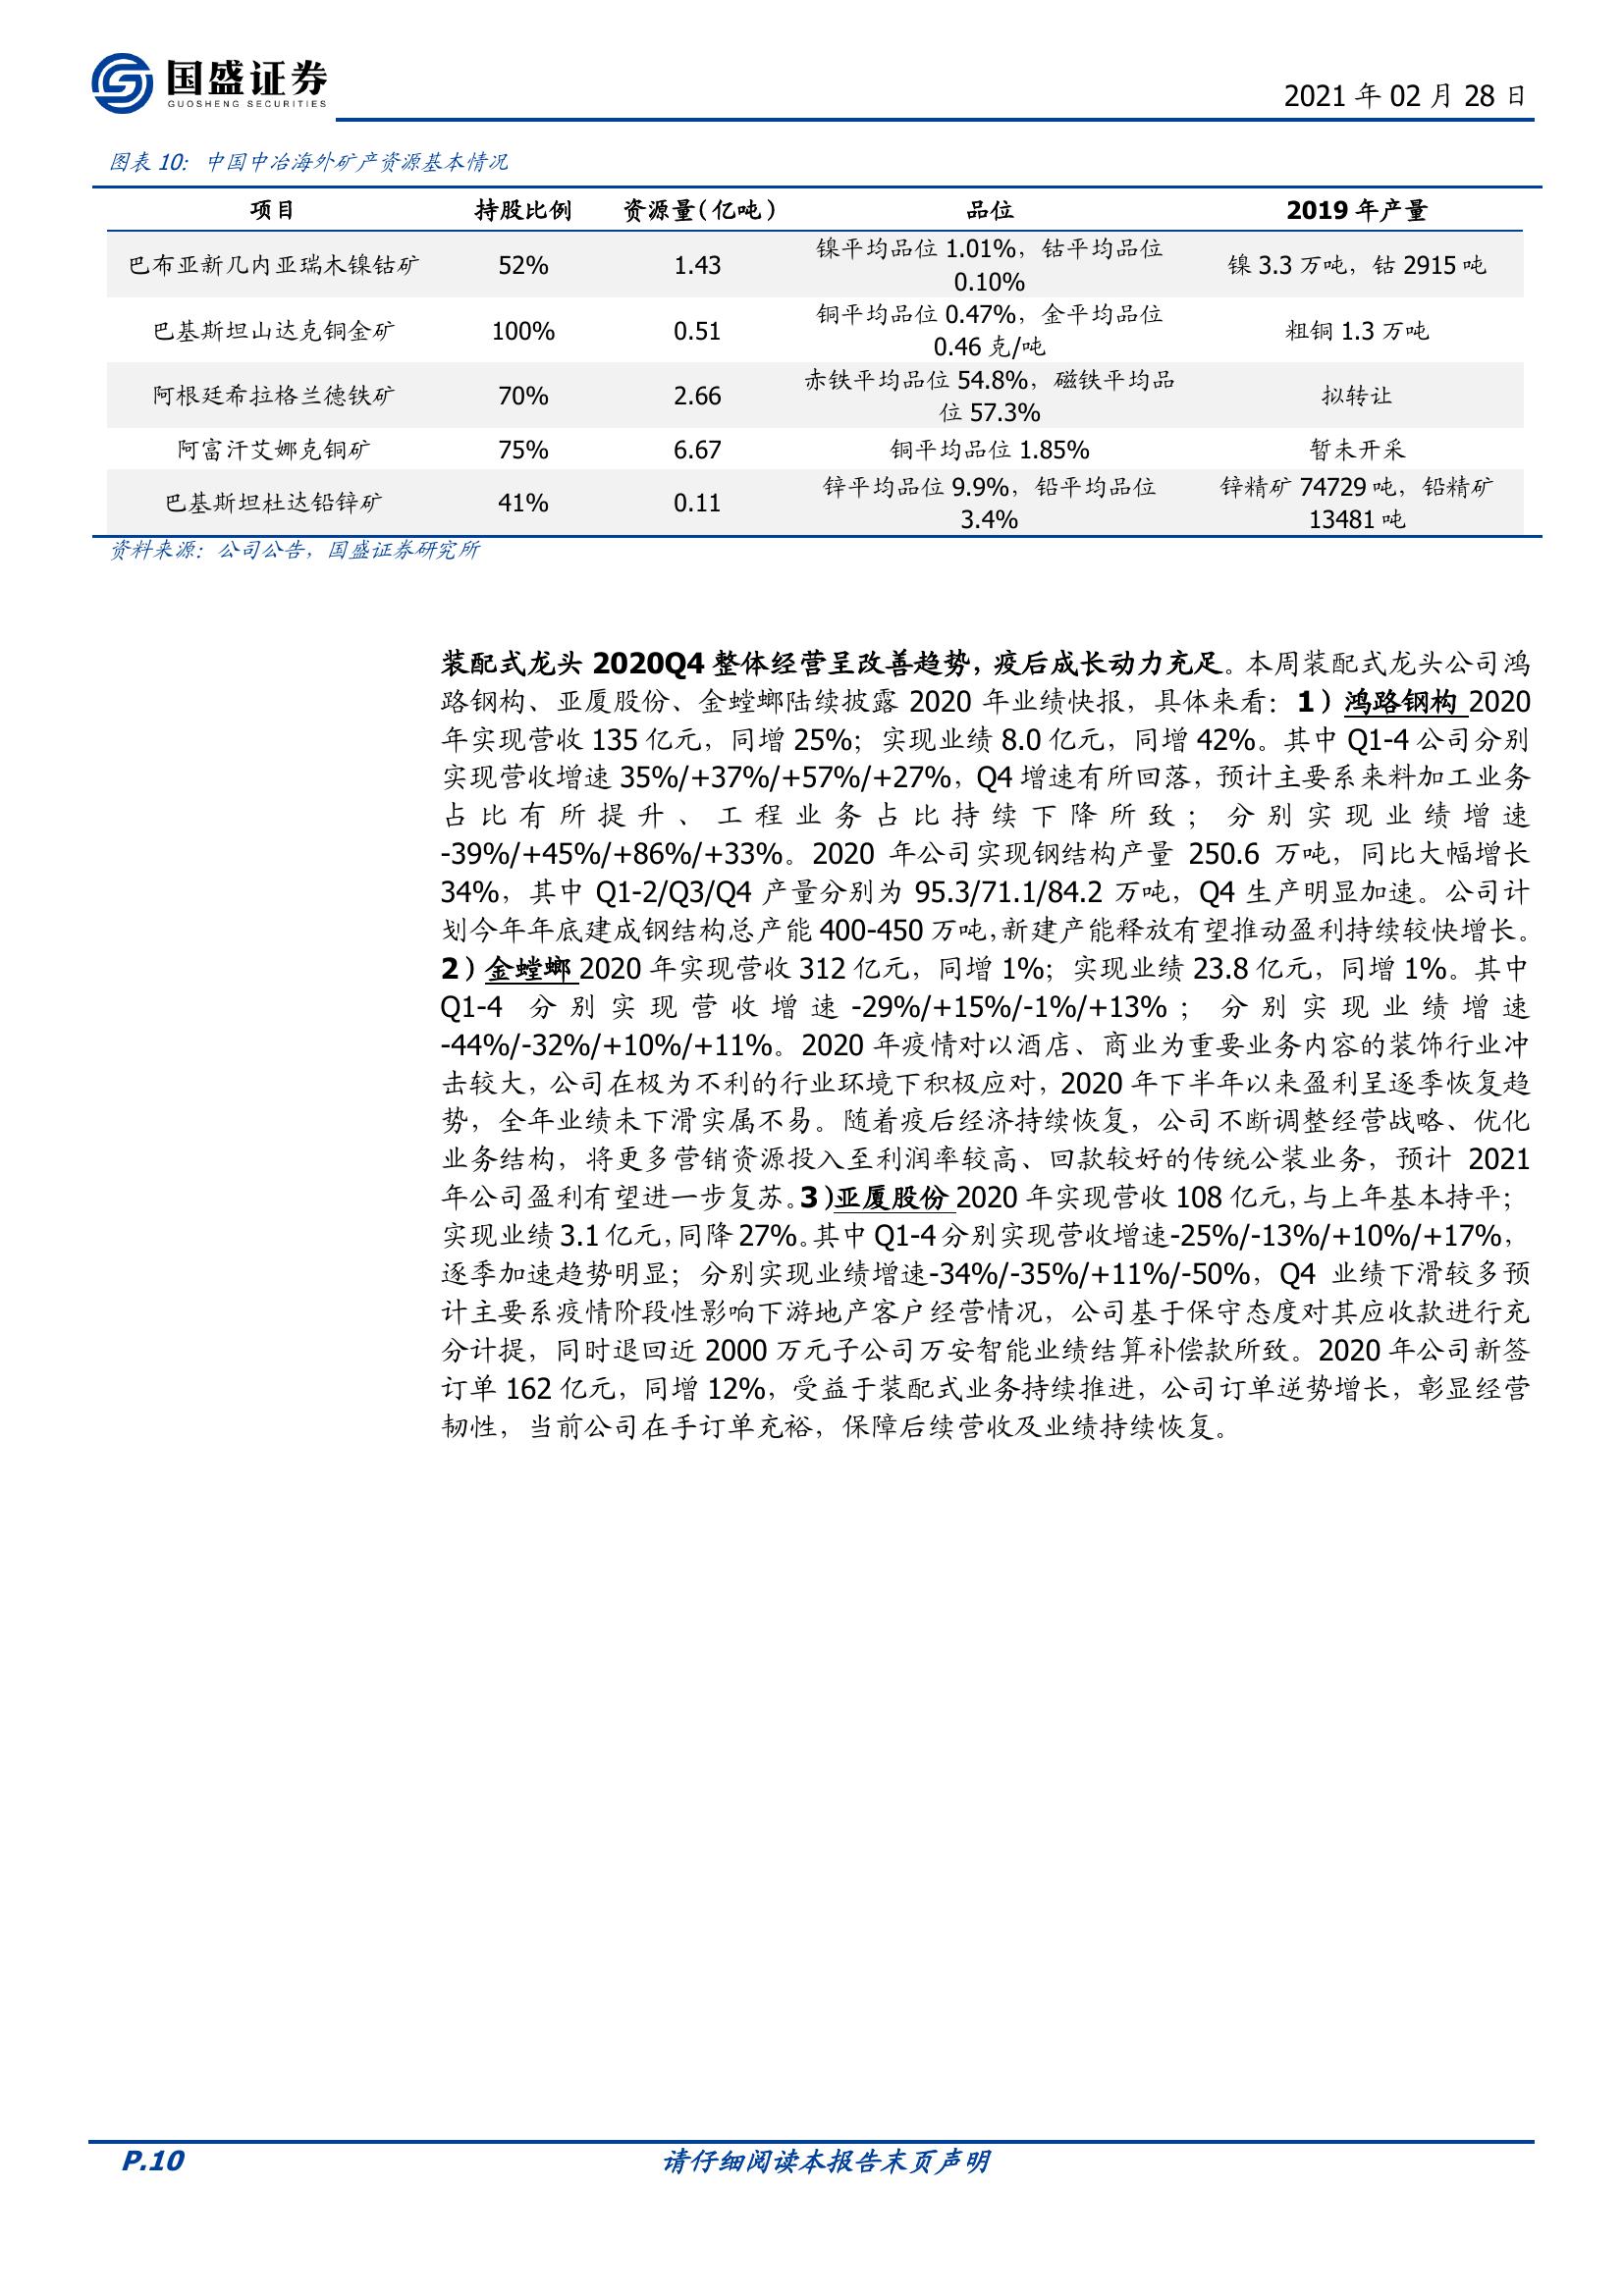 国盛证券
GUOSHENG SECURITIES
2021 年 02 月 28 日
图表 10： 中国中冶海外矿产资源基本情况
项目 持股比例 资源量（亿吨） 品位 2019 年产量
巴布亚新几内亚瑞木镍钴矿 52% 1.43 镍平均品位 1.01%，钴平均品位
0.10% 镍 3.3 万吨，钴 2915 吨
巴基斯坦山达克铜金矿 100% 0.51 铜平均品位 0.47%，金平均品位
0.46 克/吨 粗铜 1.3 万吨
阿根廷希拉格兰德铁矿 70% 2.66 赤铁平均品位 54.8%，磁铁平均品
位 57.3% 拟转让
阿富汗艾娜克铜矿 75% 6.67 铜平均品位 1.85% 暂未开采
巴基斯坦杜达铅锌矿 41% 0.11 锌平均品位 9.9%，铅平均品位
3.4% 锌精矿 74729 吨，铅精矿
13481 吨
资料来源：公司公告，国盛证券研究所
装配式龙头 2020Q4 整体经营呈改善趋势，疫后成长动力充足。本周装配式龙头公司鸿
路钢构、亚厦股份、金螳螂陆续披露 2020 年业绩快报，具体来看：1）鸿路钢构 2020
年实现营收 135 亿元，同增 25%；实现业绩 8.0 亿元，同增 42%。其中 Q1-4 公司分别
实现营收增速 35%/+37%/+57%/+27%，Q4 增速有所回落，预计主要系来料加工业务
占比有所提升、工程业务占比持续下降所致；分别实现业绩增速
-39%/+45%/+86%/+33%。2020 年公司实现钢结构产量 250.6 万吨，同比大幅增长
34%，其中 Q1-2/Q3/Q4 产量分别为 95.3/71.1/84.2 万吨，Q4 生产明显加速。公司计
划今年年底建成钢结构总产能 400-450 万吨，新建产能释放有望推动盈利持续较快增长。
2）金螳螂 2020 年实现营收 312 亿元，同增 1%；实现业绩 23.8 亿元，同增 1%。其中
Q1-4 分别实现营收增速 -29%/+15%/-1%/+13%；分别实现业绩增速
-44%/-32%/+10%/+11%。2020 年疫情对以酒店、商业为重要业务内容的装饰行业冲
击较大，公司在极为不利的行业环境下积极应对，2020 年下半年以来盈利呈逐季恢复趋
势，全年业绩未下滑实属不易。随着疫后经济持续恢复，公司不断调整经营战略、优化
业务结构，将更多营销资源投入至利润率较高、回款较好的传统公装业务，预计 2021
年公司盈利有望进一步复苏。3）亚厦股份 2020 年实现营收 108 亿元，与上年基本持平；
实现业绩 3.1 亿元，同降 27%。其中 Q1-4 分别实现营收增速-25%/-13%/+10%/+17%，
逐季加速趋势明显；分别实现业绩增速-34%/-35%/+11%/-50%，Q4 业绩下滑较多预
计主要系疫情阶段性影响下游地产客户经营情况，公司基于保守态度对其应收款进行充
分计提，同时退回近 2000 万元子公司万安智能业绩结算补偿款所致。2020 年公司新签
订单 162 亿元，同增 12%，受益于装配式业务持续推进，公司订单逆势增长，彰显经营
韧性，当前公司在手订单充裕，保障后续营收及业绩持续恢复。
P.10 请仔细阅读本报告末页声明